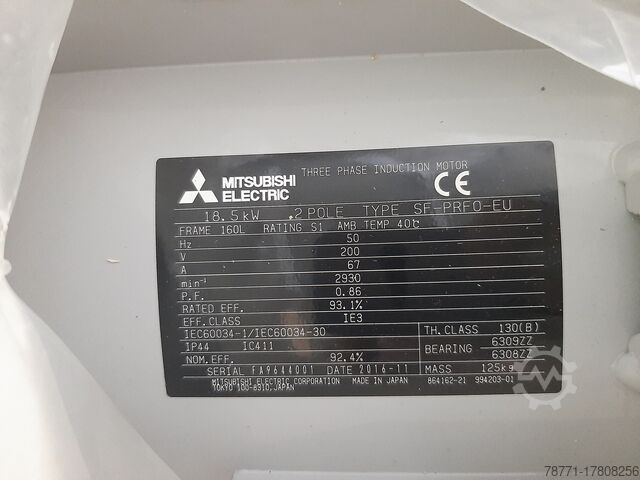 THREE PHASE INDUCTION MOTOR
MITSUBISHI
ELECTRIC
CE
18.5kW 2 POLE TYPE SF-PRFO-EU
FRAME 160L RATING S1 AMB TEMP 40℃
Hz 50
V 200
A 67
min⁻¹ 2930
P.F. 0.86
RATED EFF. 93.1%
EFF.CLASS IE3
IEC60034-1/IEC60034-30 TH.CLASS 130(B)
IP44 IC411 BEARING 6309ZZ
6308ZZ
NOM.EFF. 92.4%
SERIAL FA9644001 DATE 2016-11 MASS 125kg
MITSUBISHI ELECTRIC CORPORATION MADE IN JAPAN 864162-21 994203-01
TOKYO 100-8310,JAPAN
78771-17808256